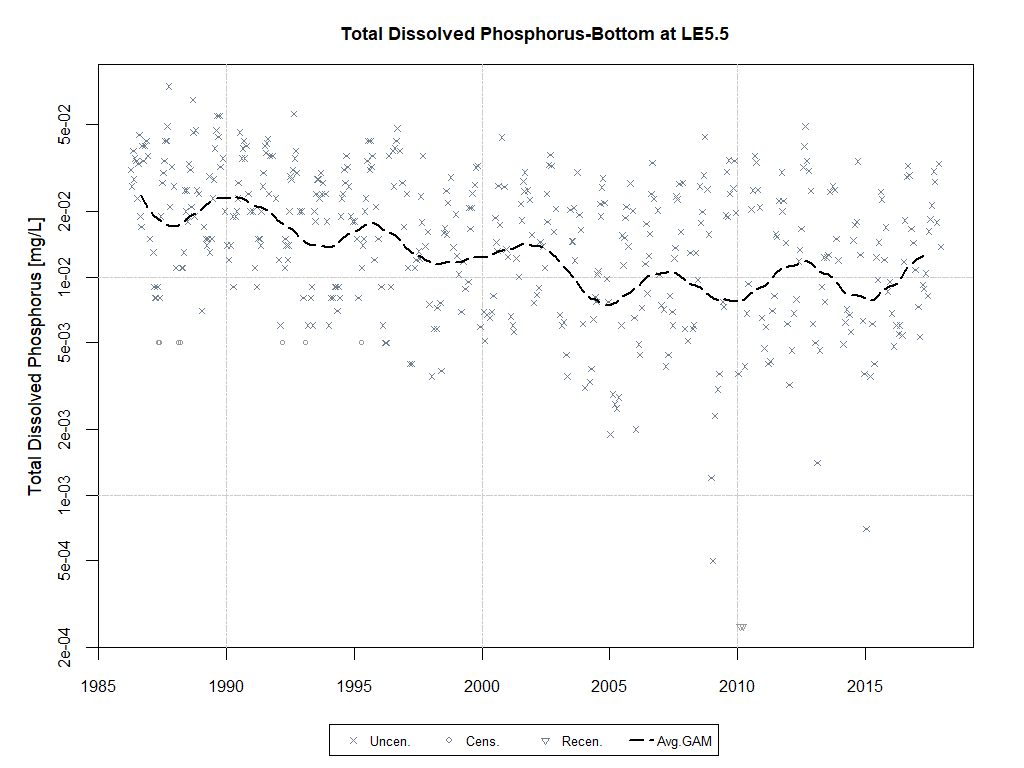 Total Dissolved Phosphorus-Bottom at LE5.5
Total Dissolved Phosphorus [mg/L]
5e-02
2e-02
1e-02
5e-03
2e-03
1e-03
5e-04
2e-04
1985 1990 1995 2000 2005 2010 2015
Uncen. Cens. Recen. Avg.GAM